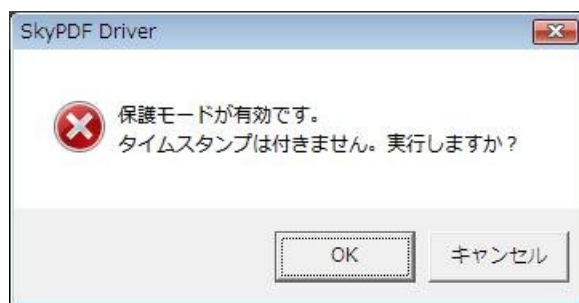 SkyPDF Driver
保護モードが有効です。
タイムスタンプは付きません。実行しますか？
OK
キャンセル